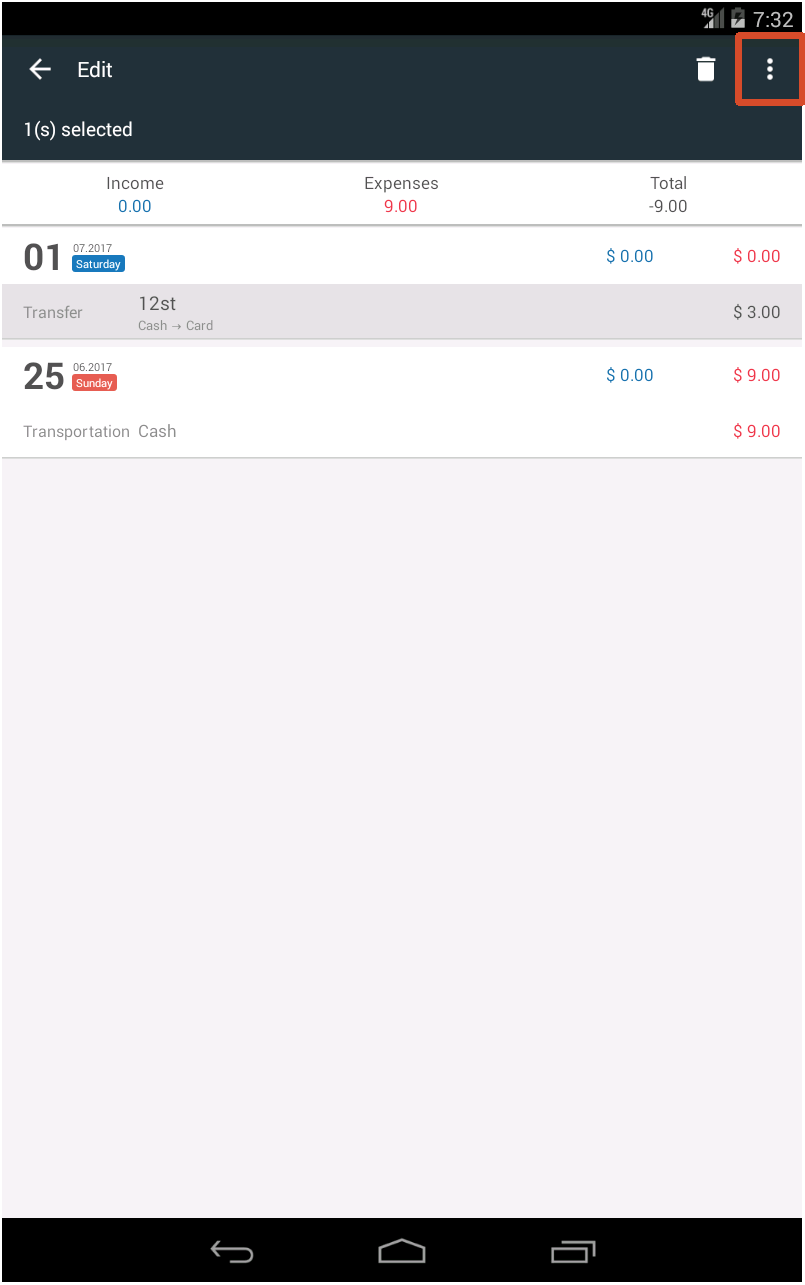 4G 7:32
Edit
1(s) selected
Income Expenses Total
0.00 9.00 -9.00
01 07.2017 Saturday $ 0.00 $ 0.00
Transfer 12st $ 3.00
Cash → Card
25 06.2017 Sunday $ 0.00 $ 9.00
Transportation Cash $ 9.00